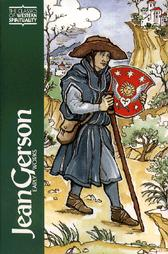 THE CLASSICS
OF WESTERN
SPIRITUALITY
Jean Gerson
EARLY WORKS